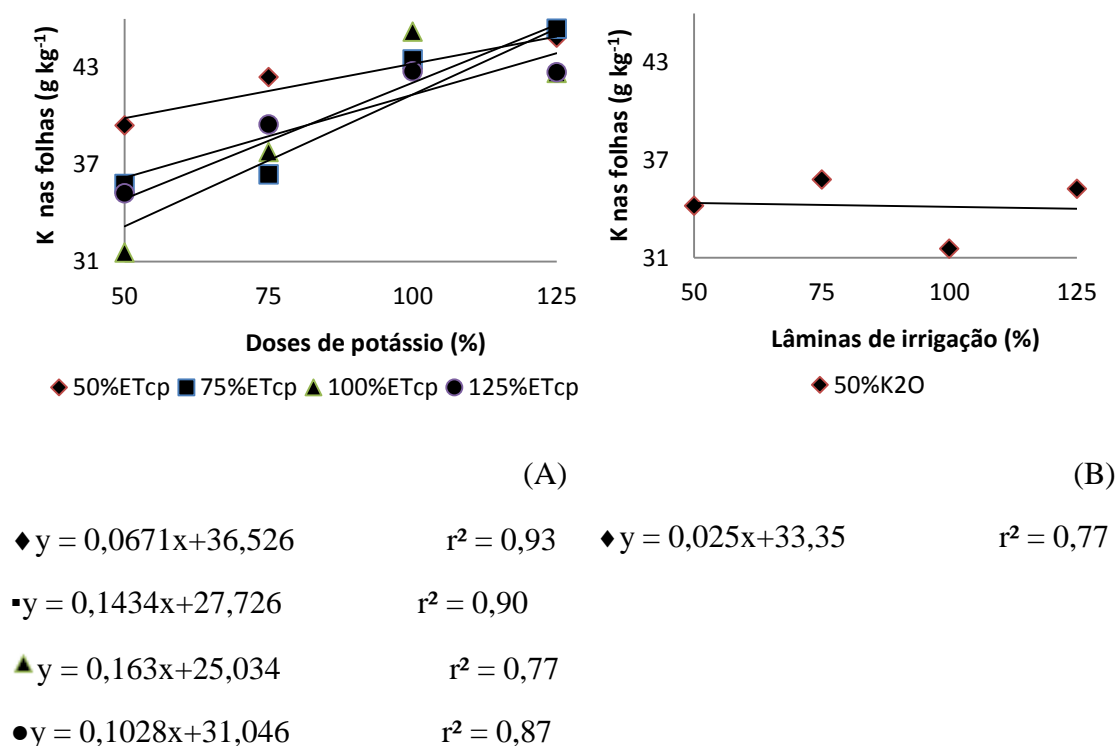 K nas folhas (g kg⁻¹)
43
37
31
50 75 100 125
Doses de potássio (%)
50%ETcp 75%ETcp 100%ETcp 125%ETcp
K nas folhas (g kg⁻¹)
43
37
31
50 75 100 125
Lâminas de irrigação (%)
50%K2O
(A) (B)
♦y = 0,0671x+36,526 r² = 0,93
▪y = 0,1434x+27,726 r² = 0,90
▲y = 0,163x+25,034 r² = 0,77
●y = 0,1028x+31,046 r² = 0,87
♦y = 0,025x+33,35 r² = 0,77